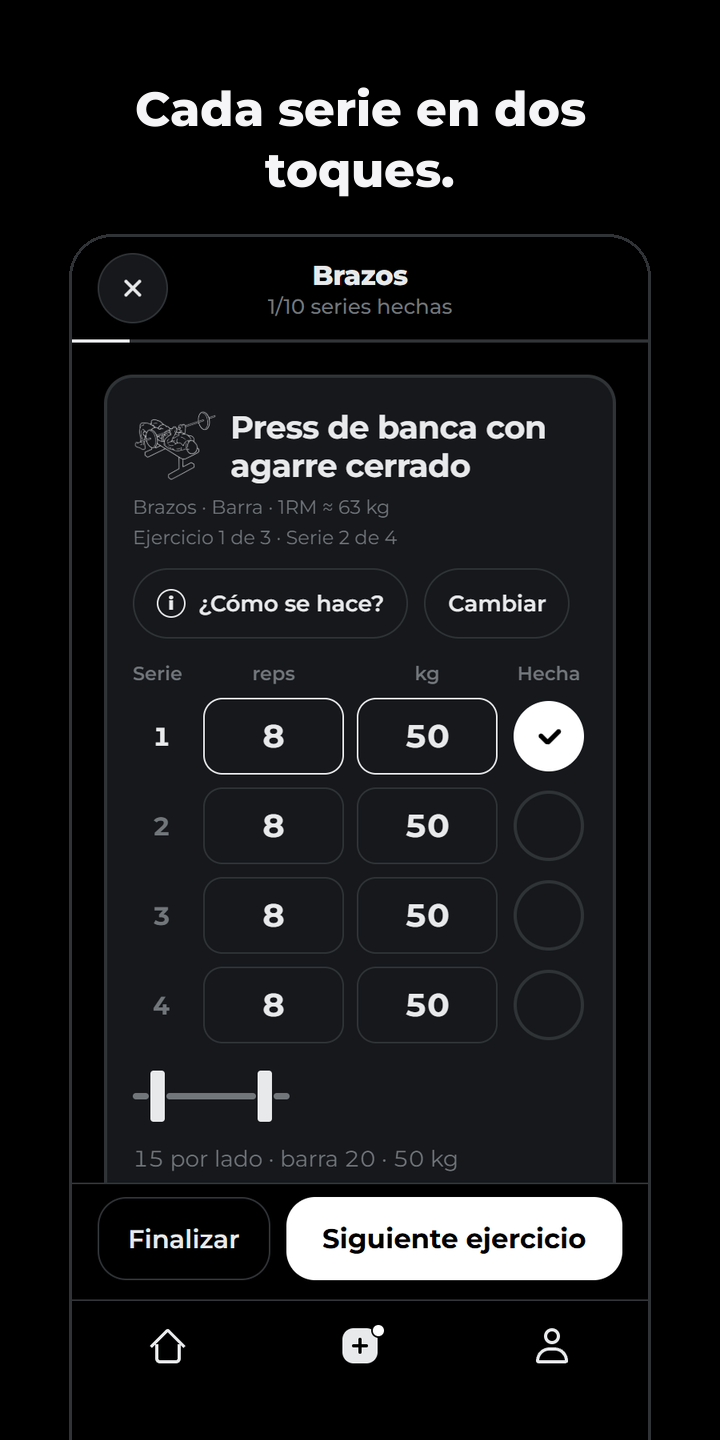 Cada serie en dos
toques.
Brazos
1/10 series hechas
Press de banca con
agarre cerrado
Brazos · Barra · 1RM ≈ 63 kg
Ejercicio 1 de 3 · Serie 2 de 4
¿Cómo se hace? Cambiar
Serie reps kg Hecha
1 8 50
2 8 50
3 8 50
4 8 50
15 por lado · barra 20 · 50 kg
Finalizar Siguiente ejercicio